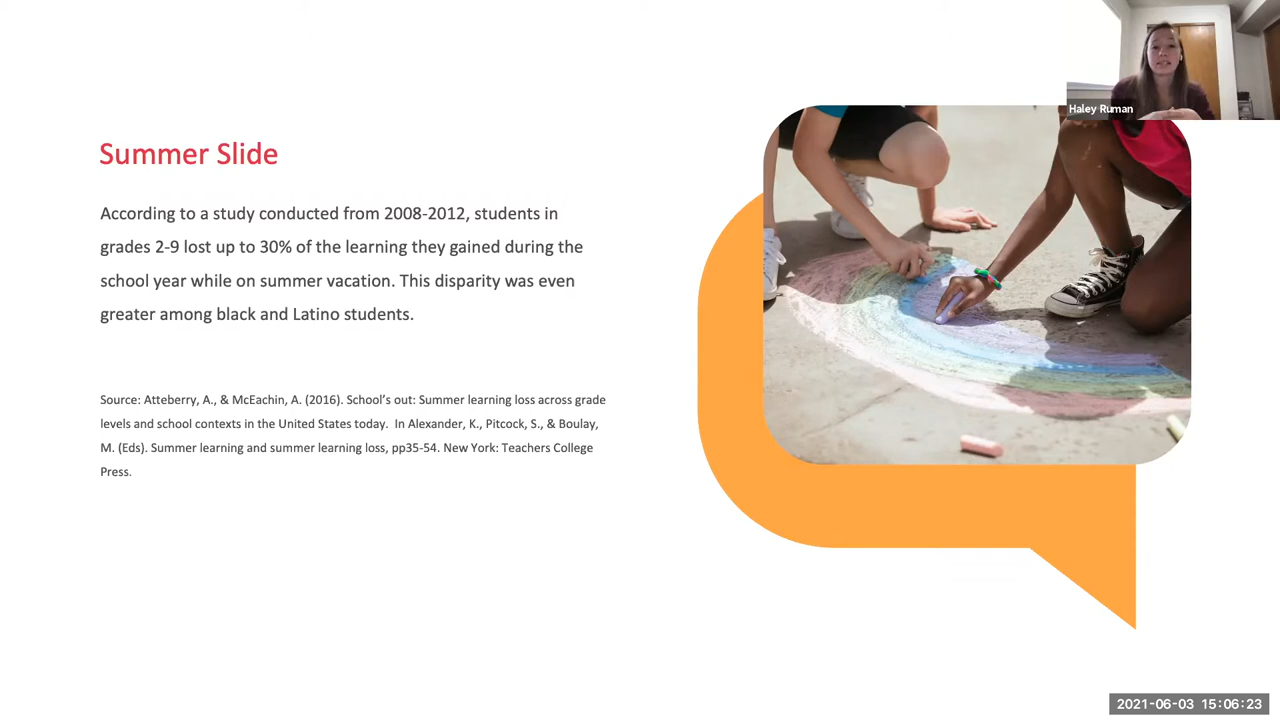 Haley Ruman
Summer Slide
According to a study conducted from 2008-2012, students in
grades 2-9 lost up to 30% of the learning they gained during the
school year while on summer vacation. This disparity was even
greater among black and Latino students.
Source: Atteberry, A., & McEachin, A. (2016). School’s out: Summer learning loss across grade
levels and school contexts in the United States today.  In Alexander, K., Pitcock, S., & Boulay,
M. (Eds). Summer learning and summer learning loss, pp35-54. New York: Teachers College
Press.
2021-06-03 15:06:23